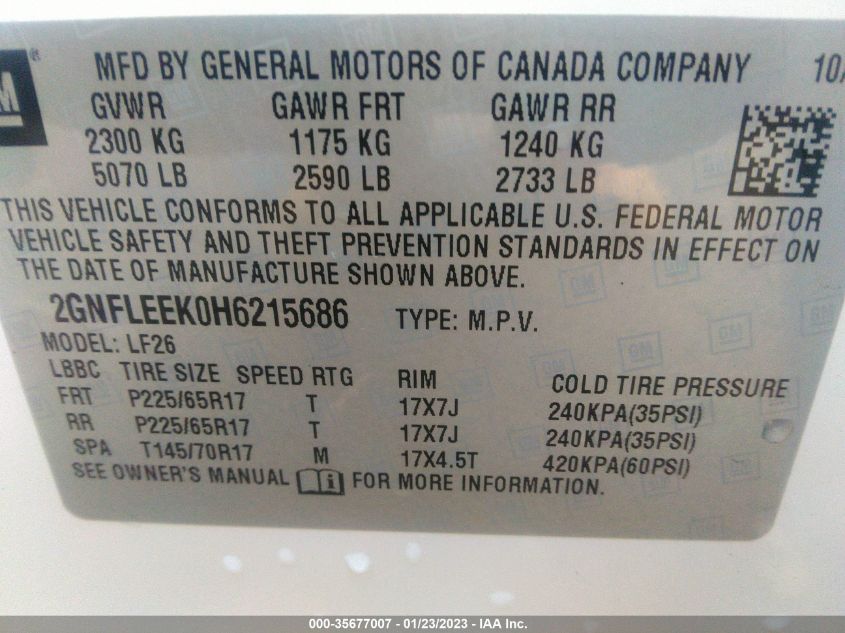 GM
MFD BY GENERAL MOTORS OF CANADA COMPANY 10/
GVWR GAWR FRT GAWR RR
2300 KG 1175 KG 1240 KG
5070 LB 2590 LB 2733 LB
THIS VEHICLE CONFORMS TO ALL APPLICABLE U.S. FEDERAL MOTOR
VEHICLE SAFETY AND THEFT PREVENTION STANDARDS IN EFFECT ON
THE DATE OF MANUFACTURE SHOWN ABOVE.
2GNFLEEK0H6215686 TYPE: M.P.V.
MODEL: LF26
LBBC TIRE SIZE SPEED RTG RIM COLD TIRE PRESSURE
FRT P225/65R17 T 17X7J 240KPA(35PSI)
RR P225/65R17 T 17X7J 240KPA(35PSI)
SPA T145/70R17 M 17X4.5T 420KPA(60PSI)
SEE OWNER'S MANUAL FOR MORE INFORMATION.
000-35677007 - 01/23/2023 - IAA Inc.